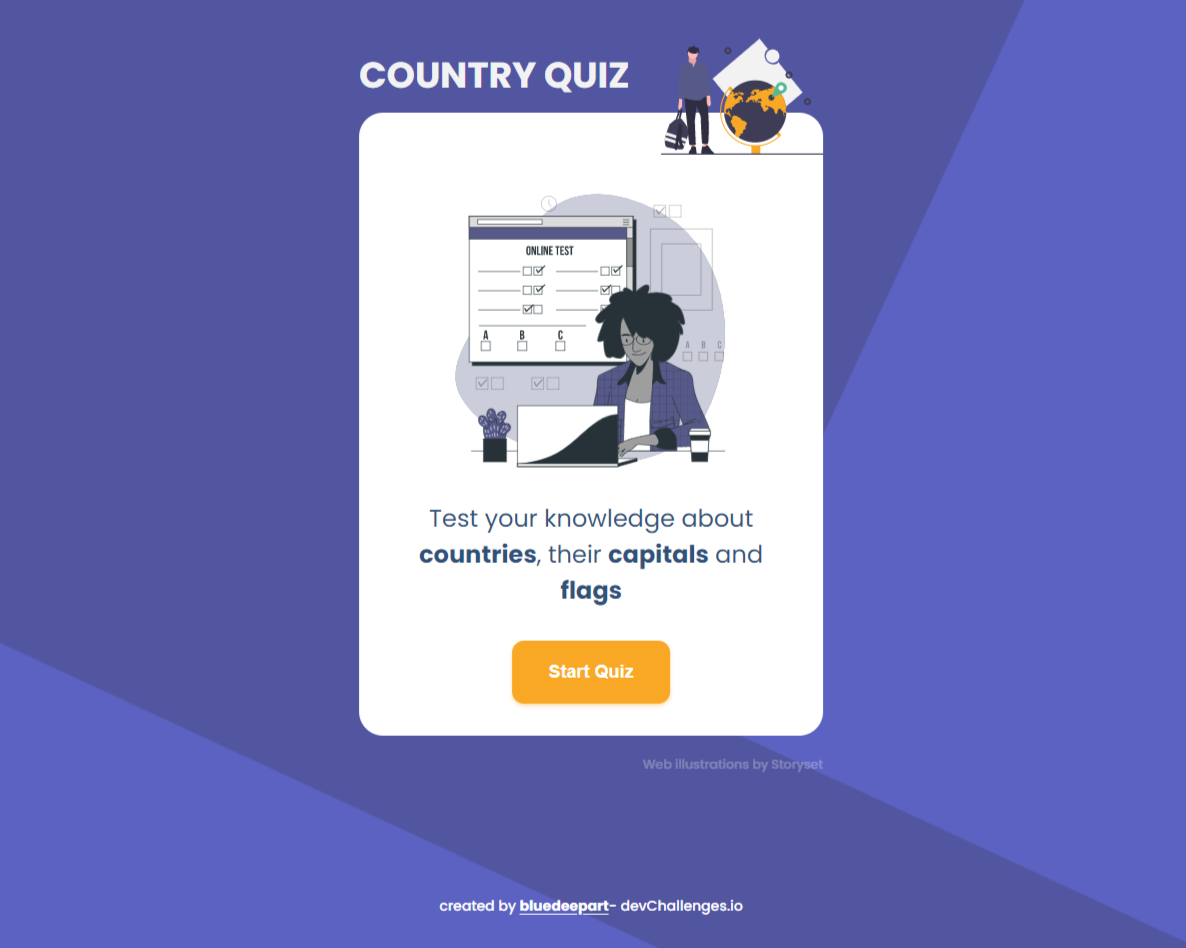 COUNTRY QUIZ
ONLINE TEST
A B C
A B C
Test your knowledge about
countries, their capitals and
flags
Start Quiz
Web illustrations by Storyset
created by bluedeepart- devChallenges.io